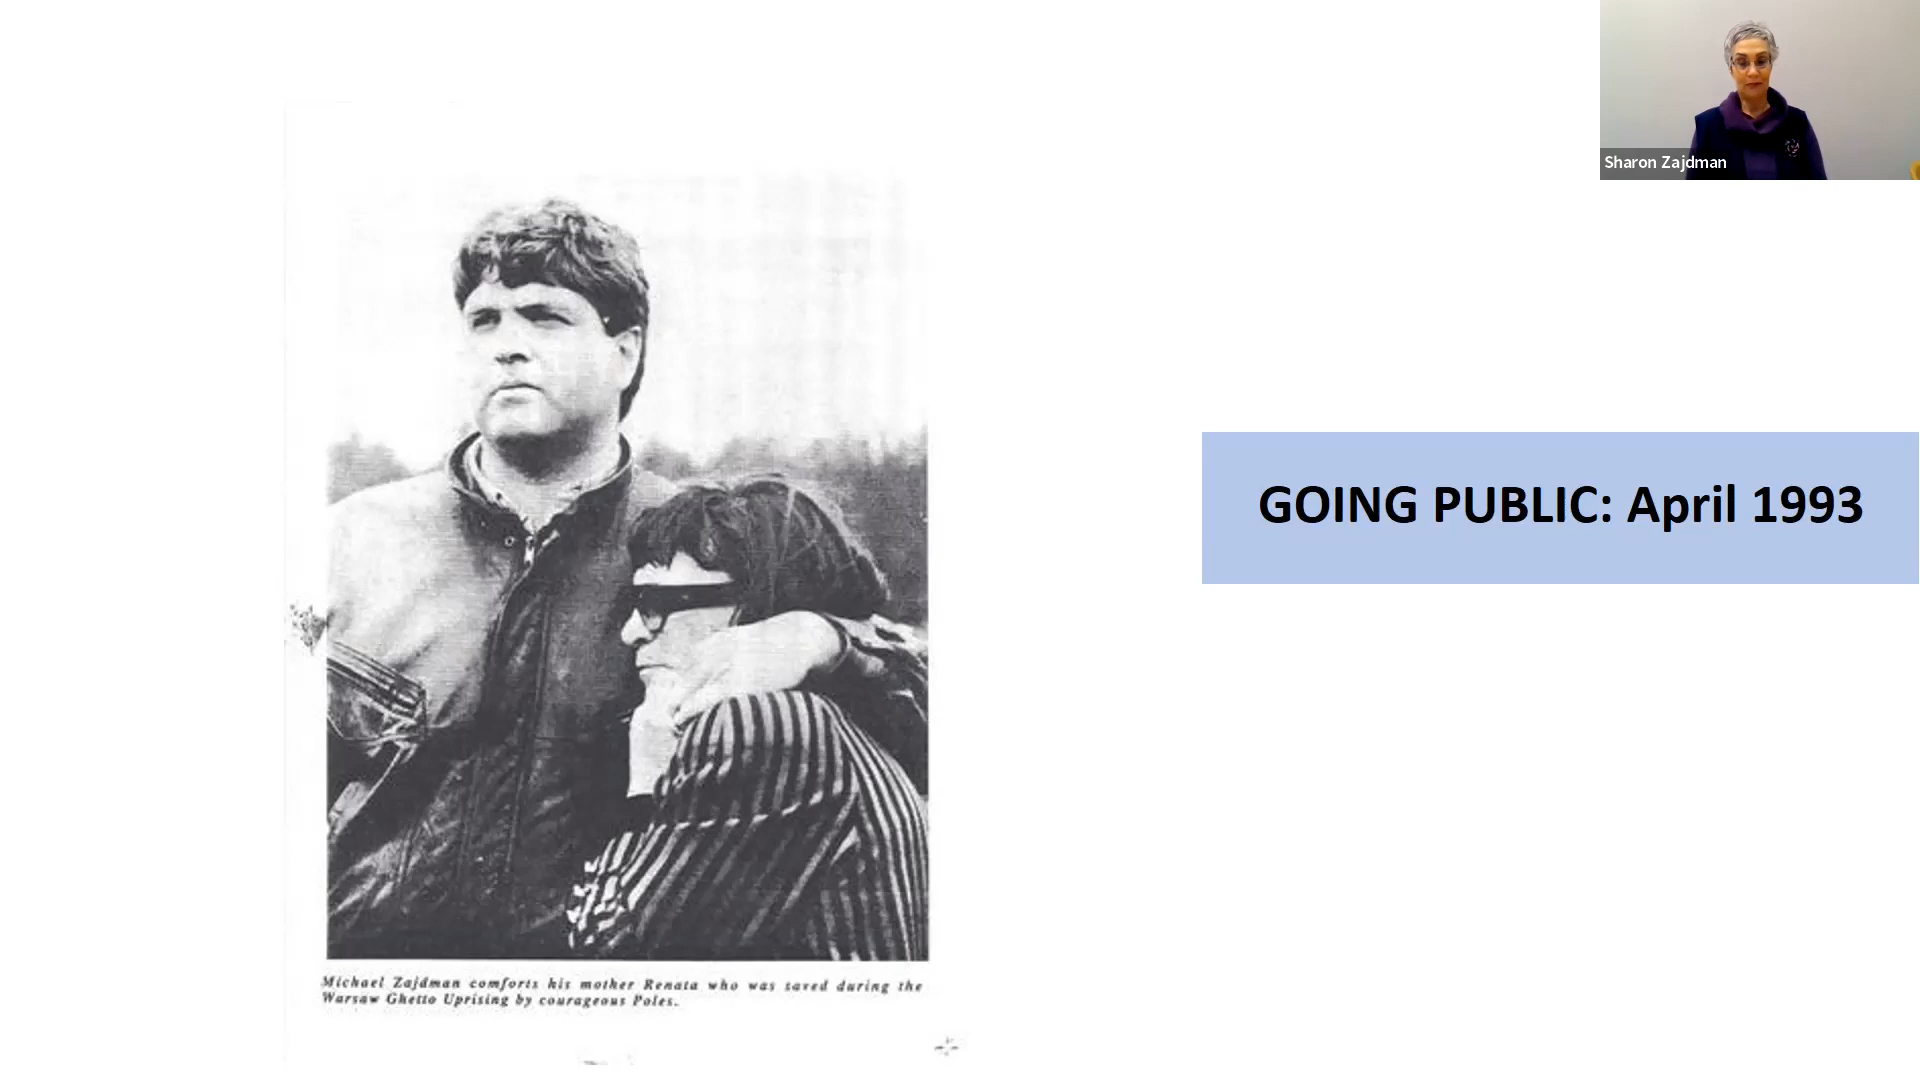 Sharon Zajdman
GOING PUBLIC: April 1993
Michael Zajdman comforts his mother Renata who was saved during the
Warsaw Ghetto Uprising by courageous Poles.